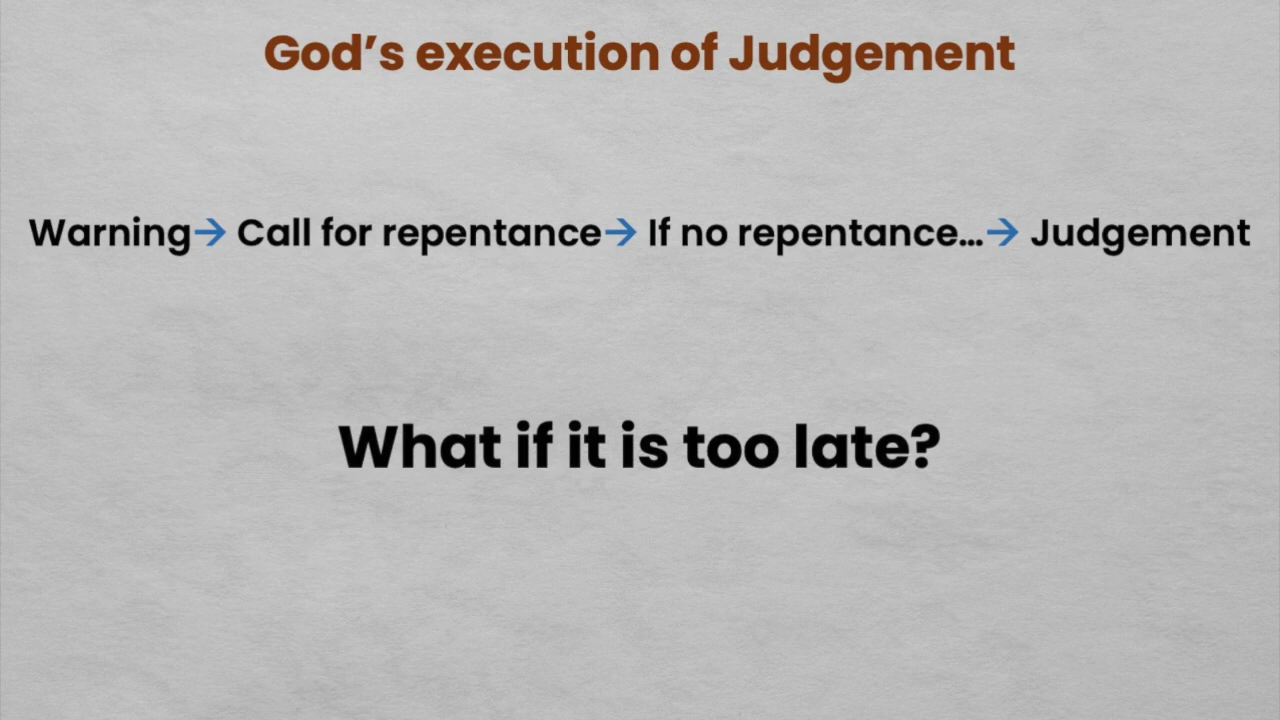 God’s execution of Judgement
Warning→ Call for repentance→ If no repentance...→ Judgement
What if it is too late?